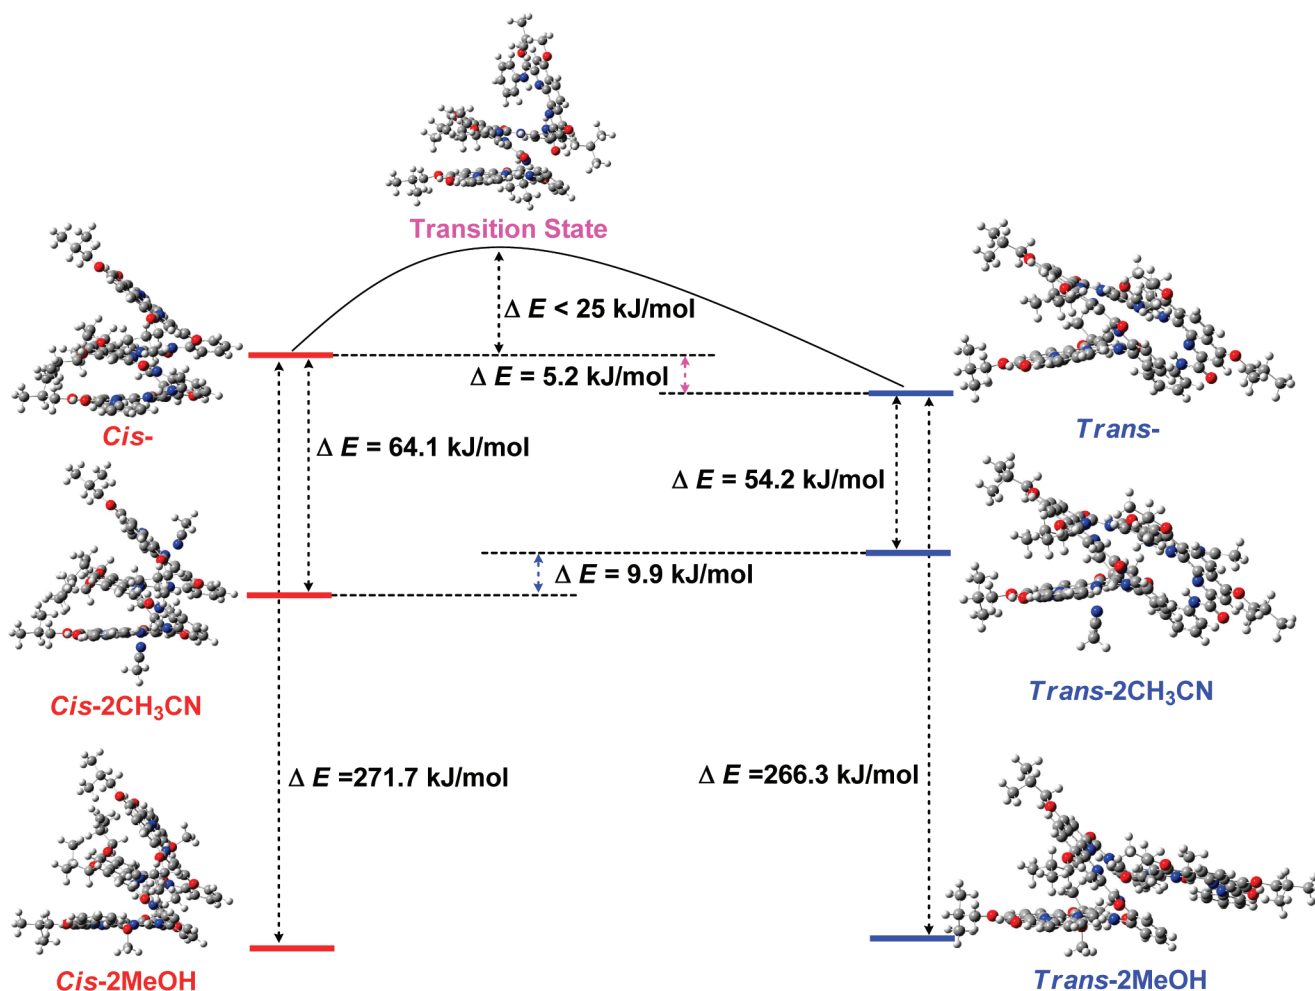 Transition State
Δ E < 25 kJ/mol
Δ E = 5.2 kJ/mol
Cis-
Trans-
Δ E = 64.1 kJ/mol
Δ E = 54.2 kJ/mol
Δ E = 9.9 kJ/mol
Cis-2CH₃CN
Trans-2CH₃CN
Δ E =271.7 kJ/mol
Δ E =266.3 kJ/mol
Cis-2MeOH
Trans-2MeOH